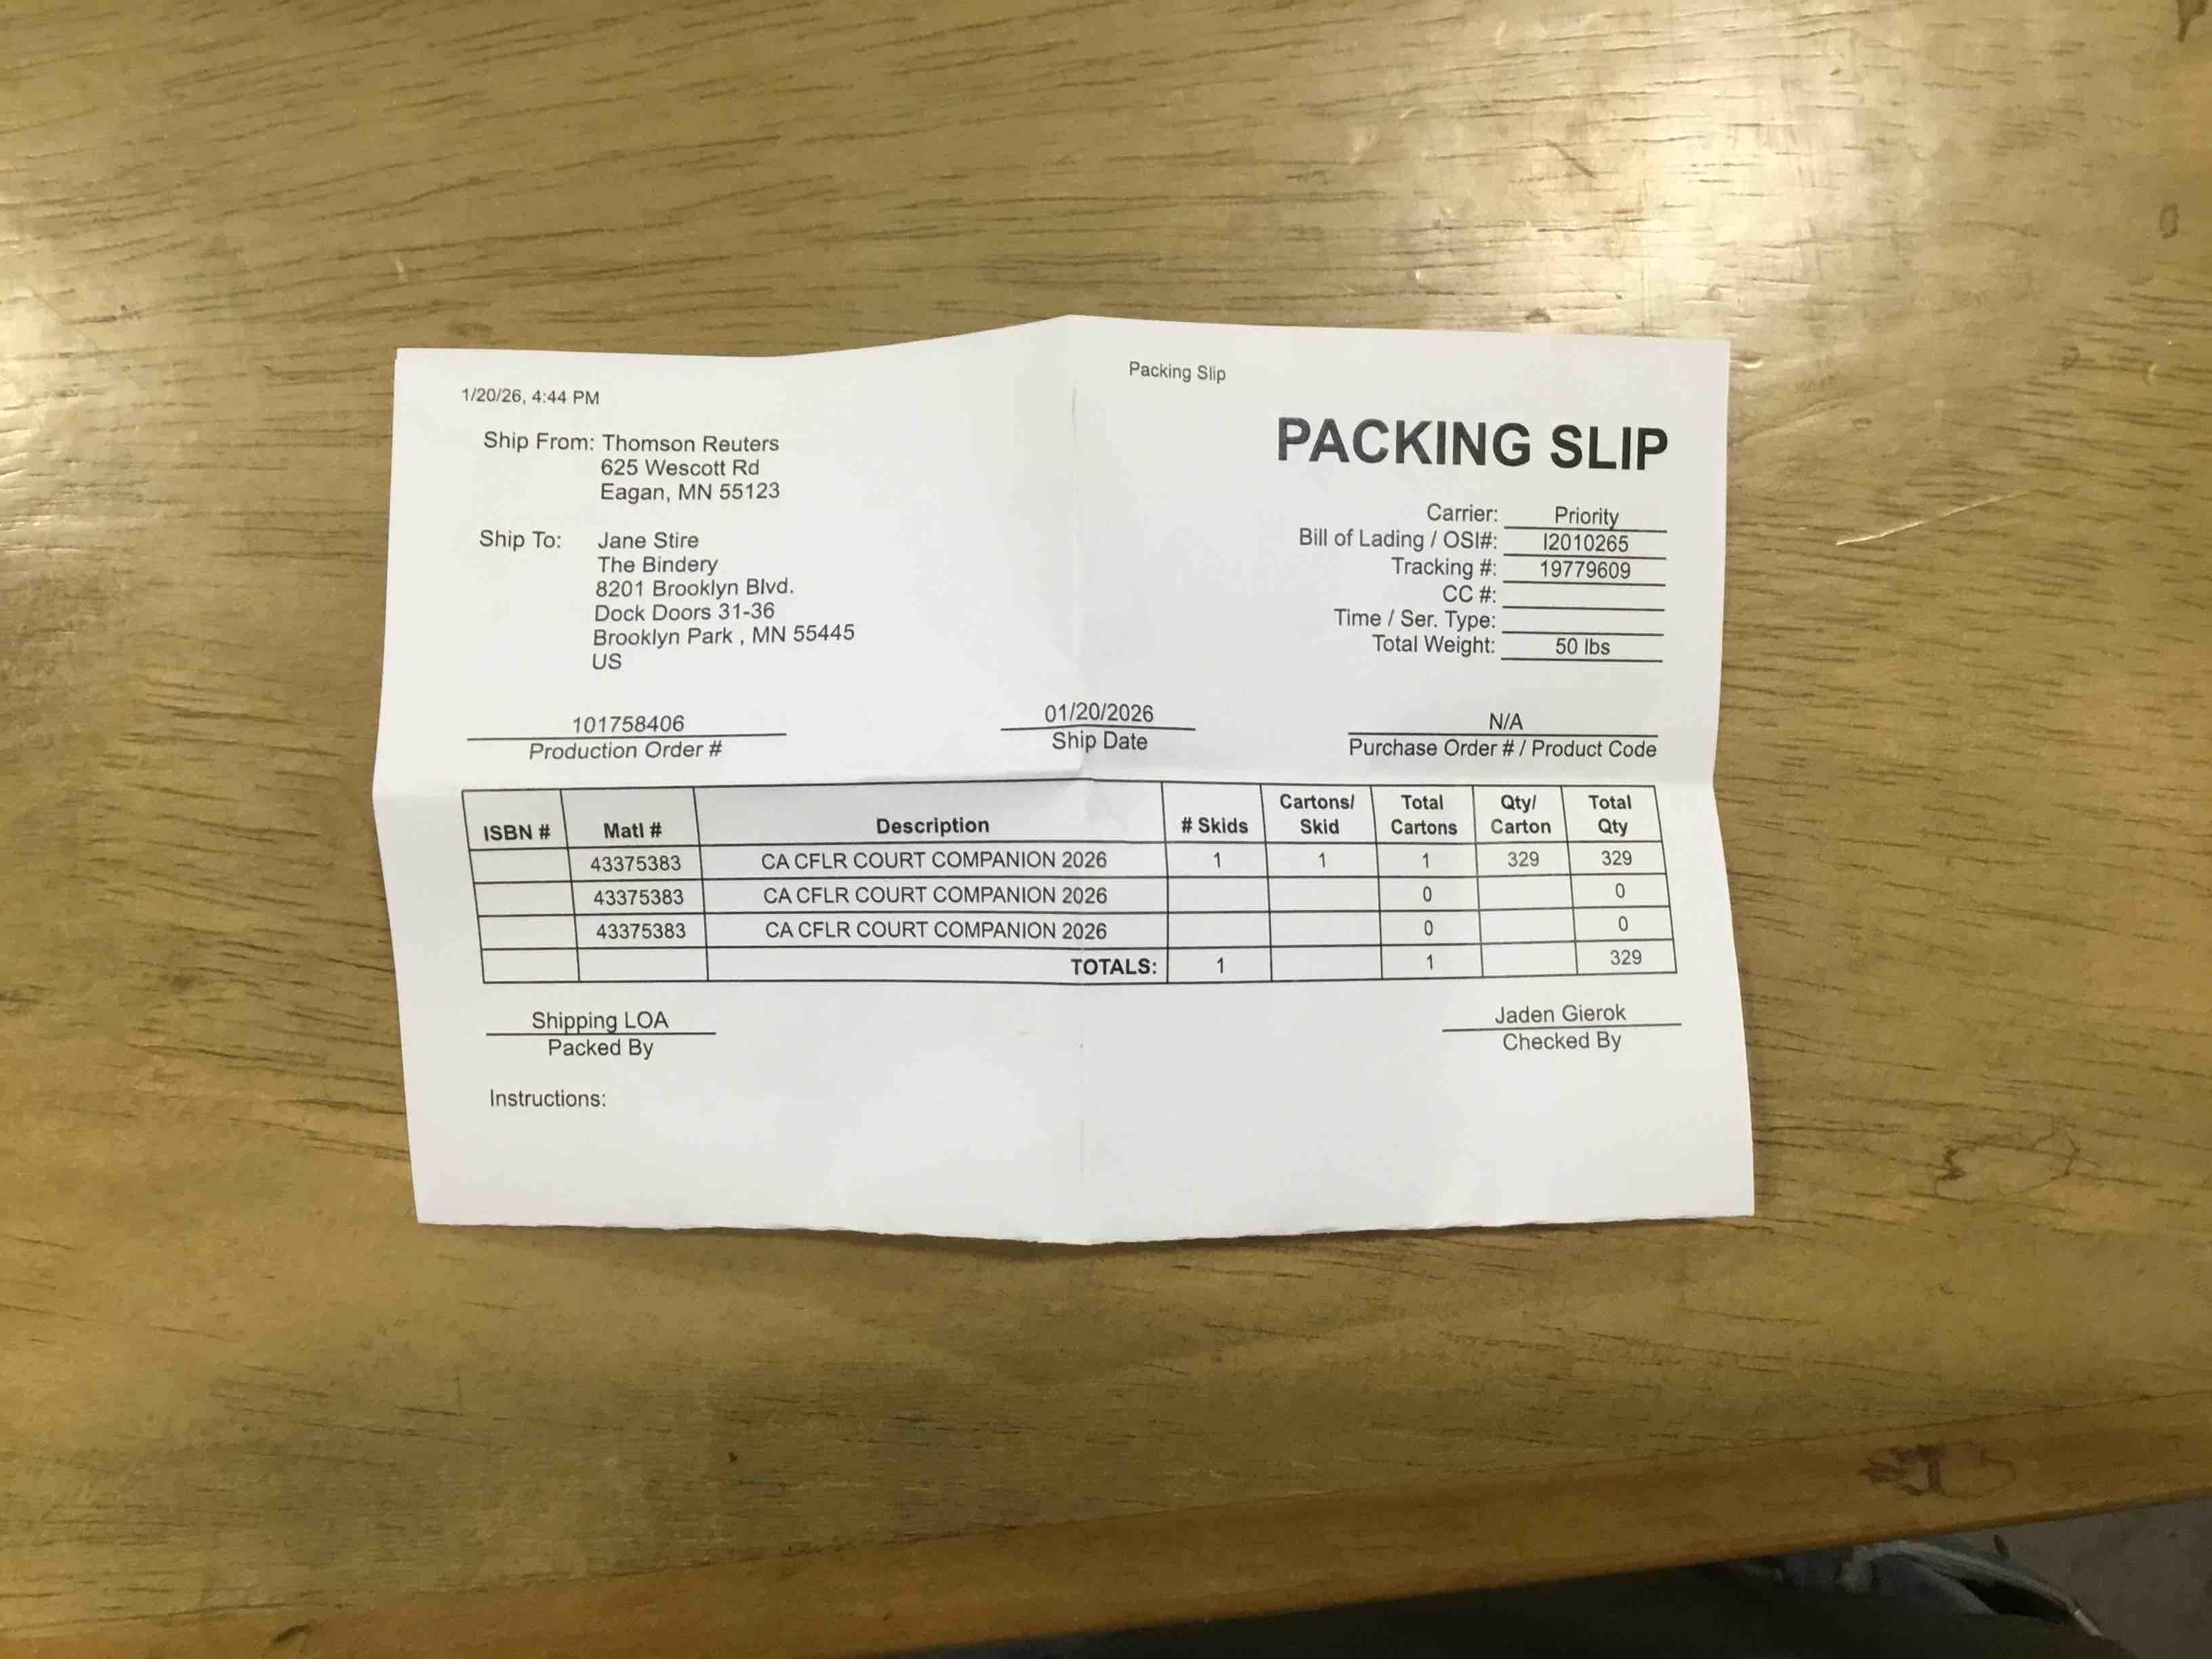 Packing Slip
1/20/26, 4:44 PM
PACKING SLIP
Ship From: Thomson Reuters
625 Wescott Rd
Eagan, MN 55123
Ship To: Jane Stire
The Bindery
8201 Brooklyn Blvd.
Dock Doors 31-36
Brooklyn Park , MN 55445
US
Carrier: Priority
Bill of Lading / OSI#: I2010265
Tracking #: 19779609
CC #:
Time / Ser. Type:
Total Weight: 50 lbs
101758406
Production Order #
01/20/2026
Ship Date
N/A
Purchase Order # / Product Code
ISBN # Matl # Description # Skids Cartons/ Skid Total Cartons Qty/ Carton Total Qty
43375383 CA CFLR COURT COMPANION 2026 1 1 1 329 329
43375383 CA CFLR COURT COMPANION 2026 0 0
43375383 CA CFLR COURT COMPANION 2026 0 0
TOTALS: 1 1 329
Shipping LOA
Packed By
Jaden Gierok
Checked By
Instructions: